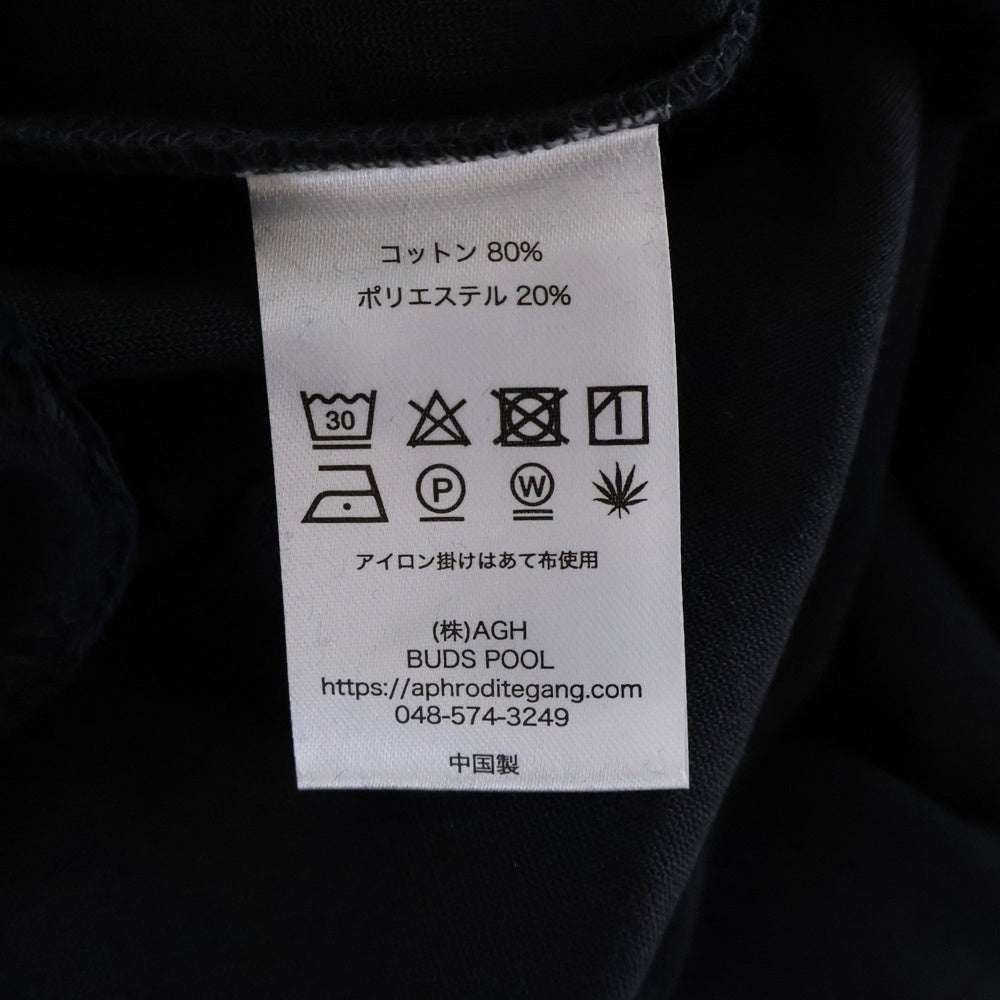 コットン 80%
ポリエステル 20%
30
P
W
アイロン掛けはあて布使用
(株)AGH
BUDS POOL
https://aphroditegang.com
048-574-3249
中国製